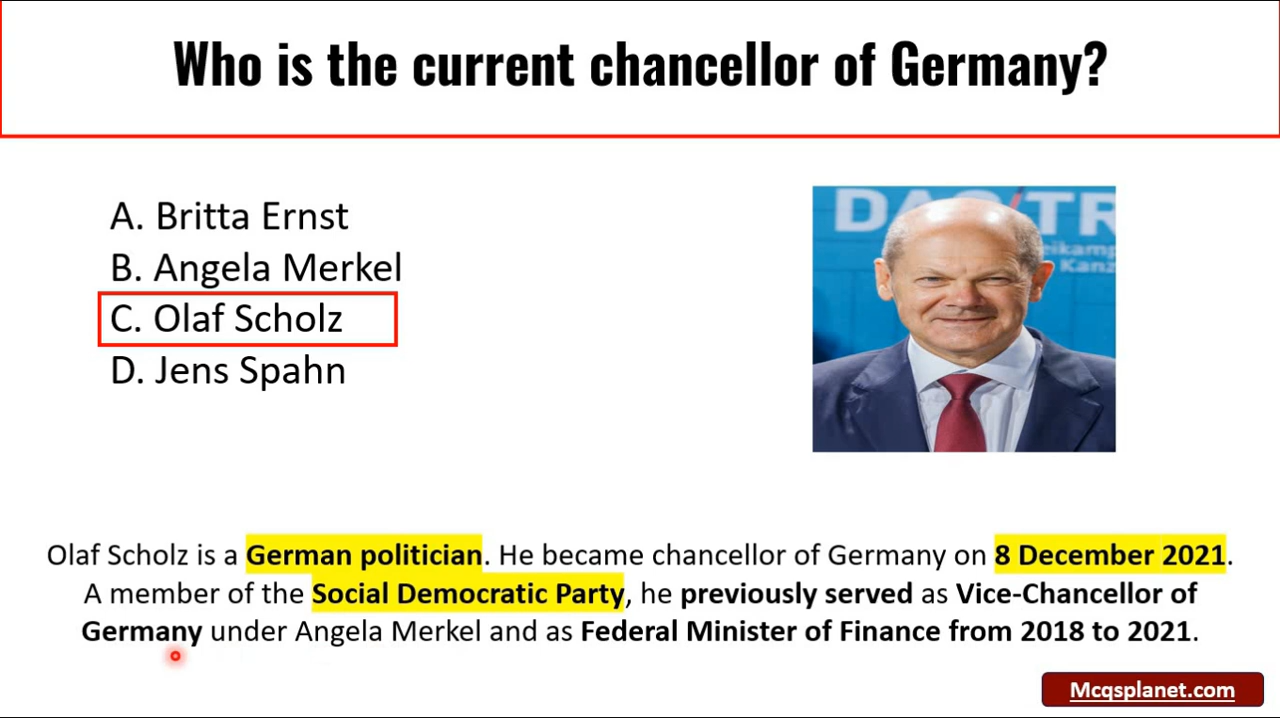 Who is the current chancellor of Germany?
A. Britta Ernst
B. Angela Merkel
C. Olaf Scholz
D. Jens Spahn
Olaf Scholz is a German politician. He became chancellor of Germany on 8 December 2021.
A member of the Social Democratic Party, he previously served as Vice-Chancellor of
Germany under Angela Merkel and as Federal Minister of Finance from 2018 to 2021.
Mcqsplanet.com